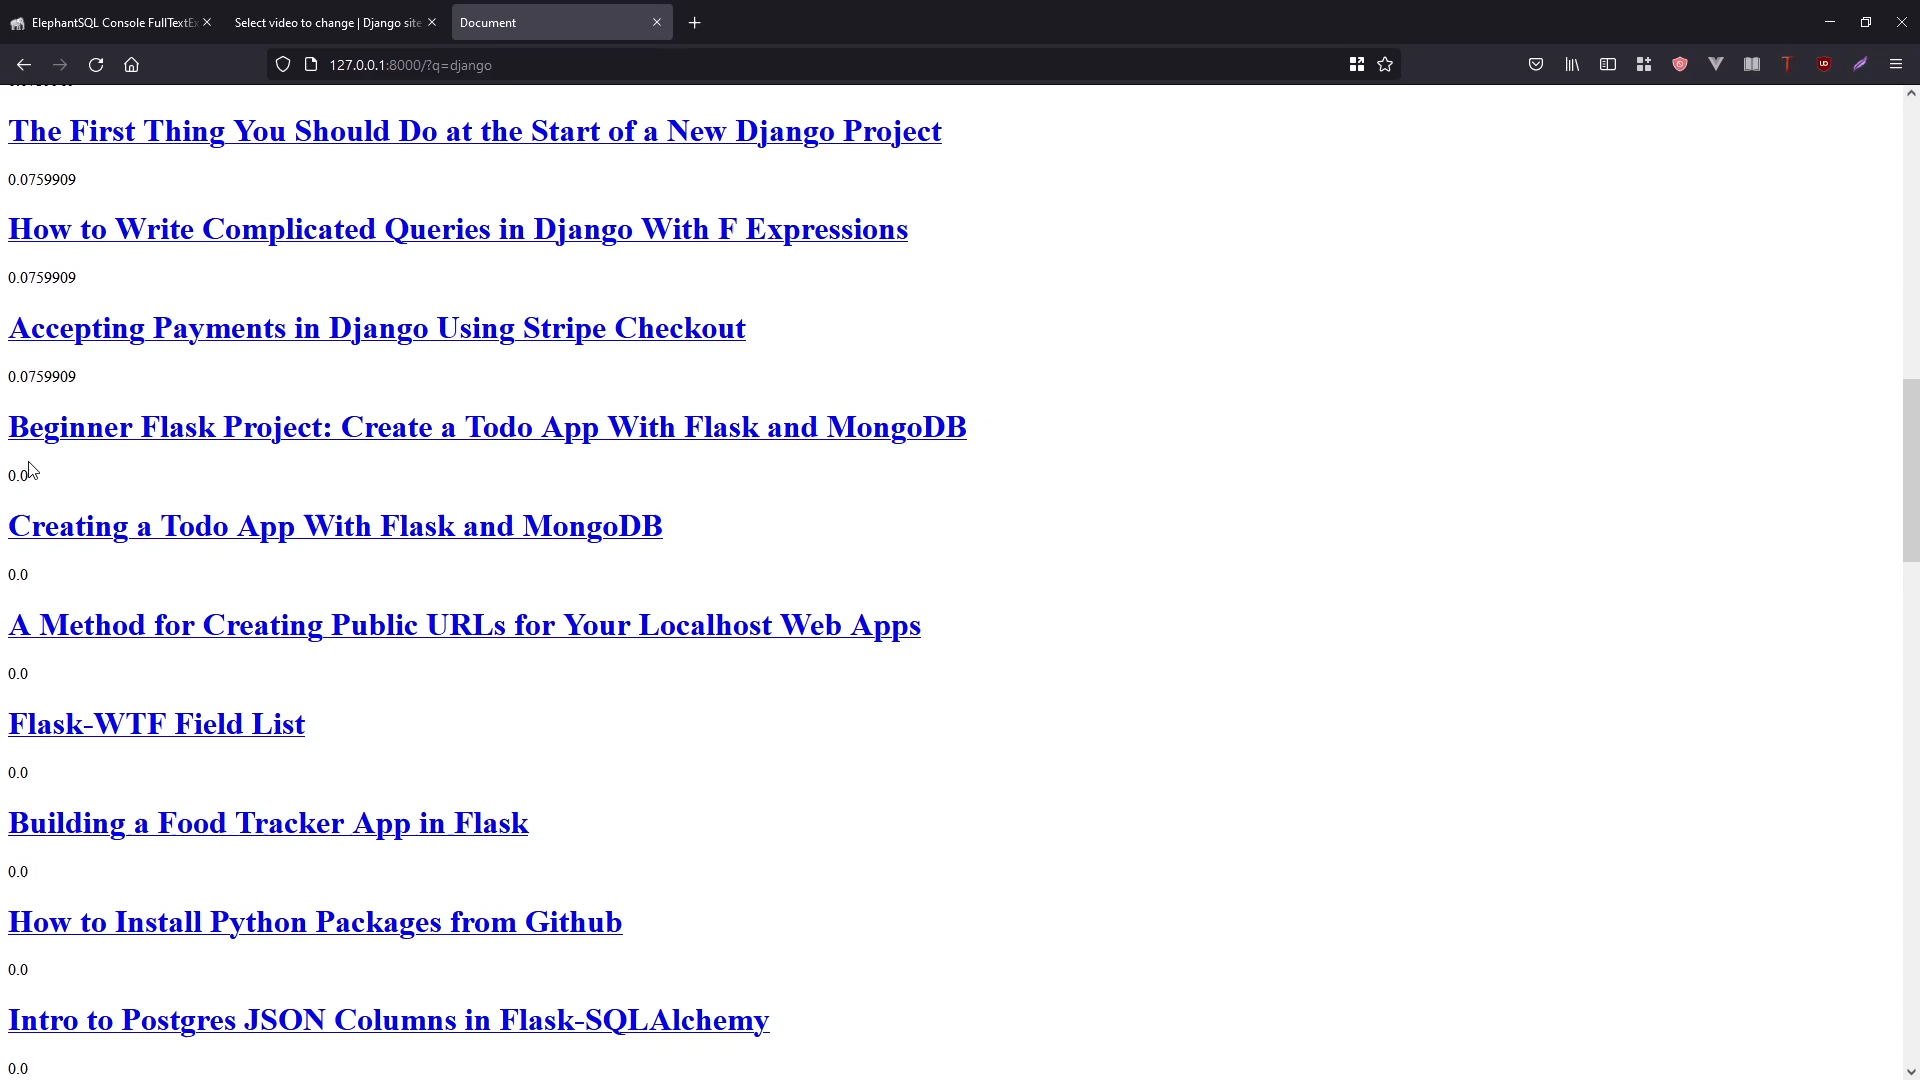 ElephantSQL Console FullTextEx
Select video to change | Django site
Document
127.0.0.1:8000/?q=django
The First Thing You Should Do at the Start of a New Django Project
0.0759909
How to Write Complicated Queries in Django With F Expressions
0.0759909
Accepting Payments in Django Using Stripe Checkout
0.0759909
Beginner Flask Project: Create a Todo App With Flask and MongoDB
0.0
Creating a Todo App With Flask and MongoDB
0.0
A Method for Creating Public URLs for Your Localhost Web Apps
0.0
Flask-WTF Field List
0.0
Building a Food Tracker App in Flask
0.0
How to Install Python Packages from Github
0.0
Intro to Postgres JSON Columns in Flask-SQLAlchemy
0.0